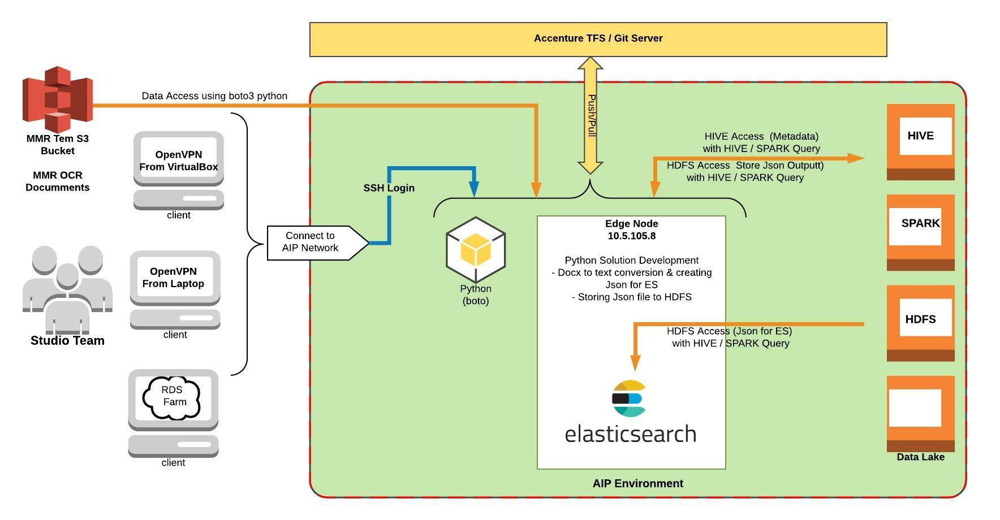 Accenture TFS / Git Server
Data Access using boto3 python
MMR Tem S3
Bucket
MMR OCR
Documments
OpenVPN
From VirtualBox
client
Studio Team
OpenVPN
From Laptop
client
RDS
Farm
client
Connect to
AIP Network
SSH Login
Push/Pull
HIVE Access  (Metadata)
with HIVE / SPARK Query
HDFS Access  Store Json Outputt)
with HIVE / SPARK Query
Python
(boto)
Edge Node
10.5.105.8
Python Solution Development
- Docx to text conversion & creating
Json for ES
- Storing Json file to HDFS
HDFS Access (Json for ES)
with HIVE / SPARK Query
elasticsearch
HIVE
SPARK
HDFS
Data Lake
AIP Environment